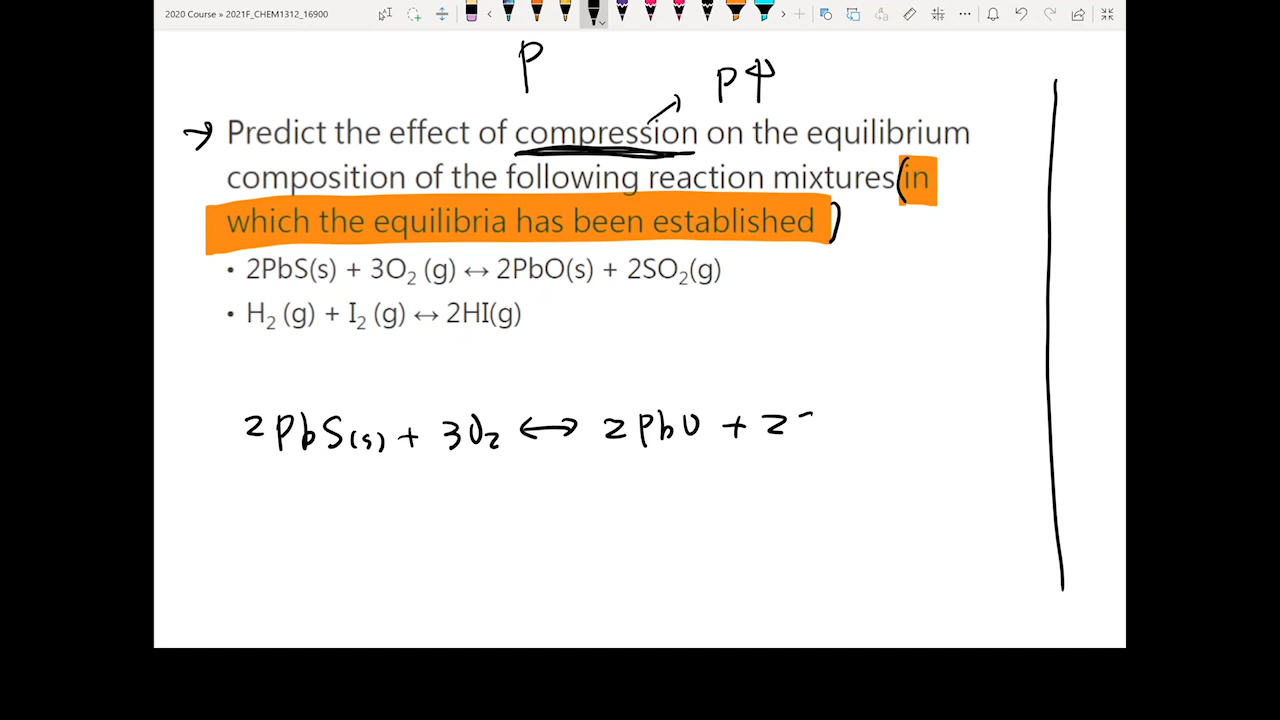 2020 Course » 2021F_CHEM1312_16900
P
P↑
→ Predict the effect of compression on the equilibrium
composition of the following reaction mixtures (in
which the equilibria has been established)
• 2PbS(s) + 3O₂ (g) ↔ 2PbO(s) + 2SO₂(g)
• H₂ (g) + I₂ (g) ↔ 2HI(g)
2PbS(s) + 3O₂ ↔ 2PbO + 2